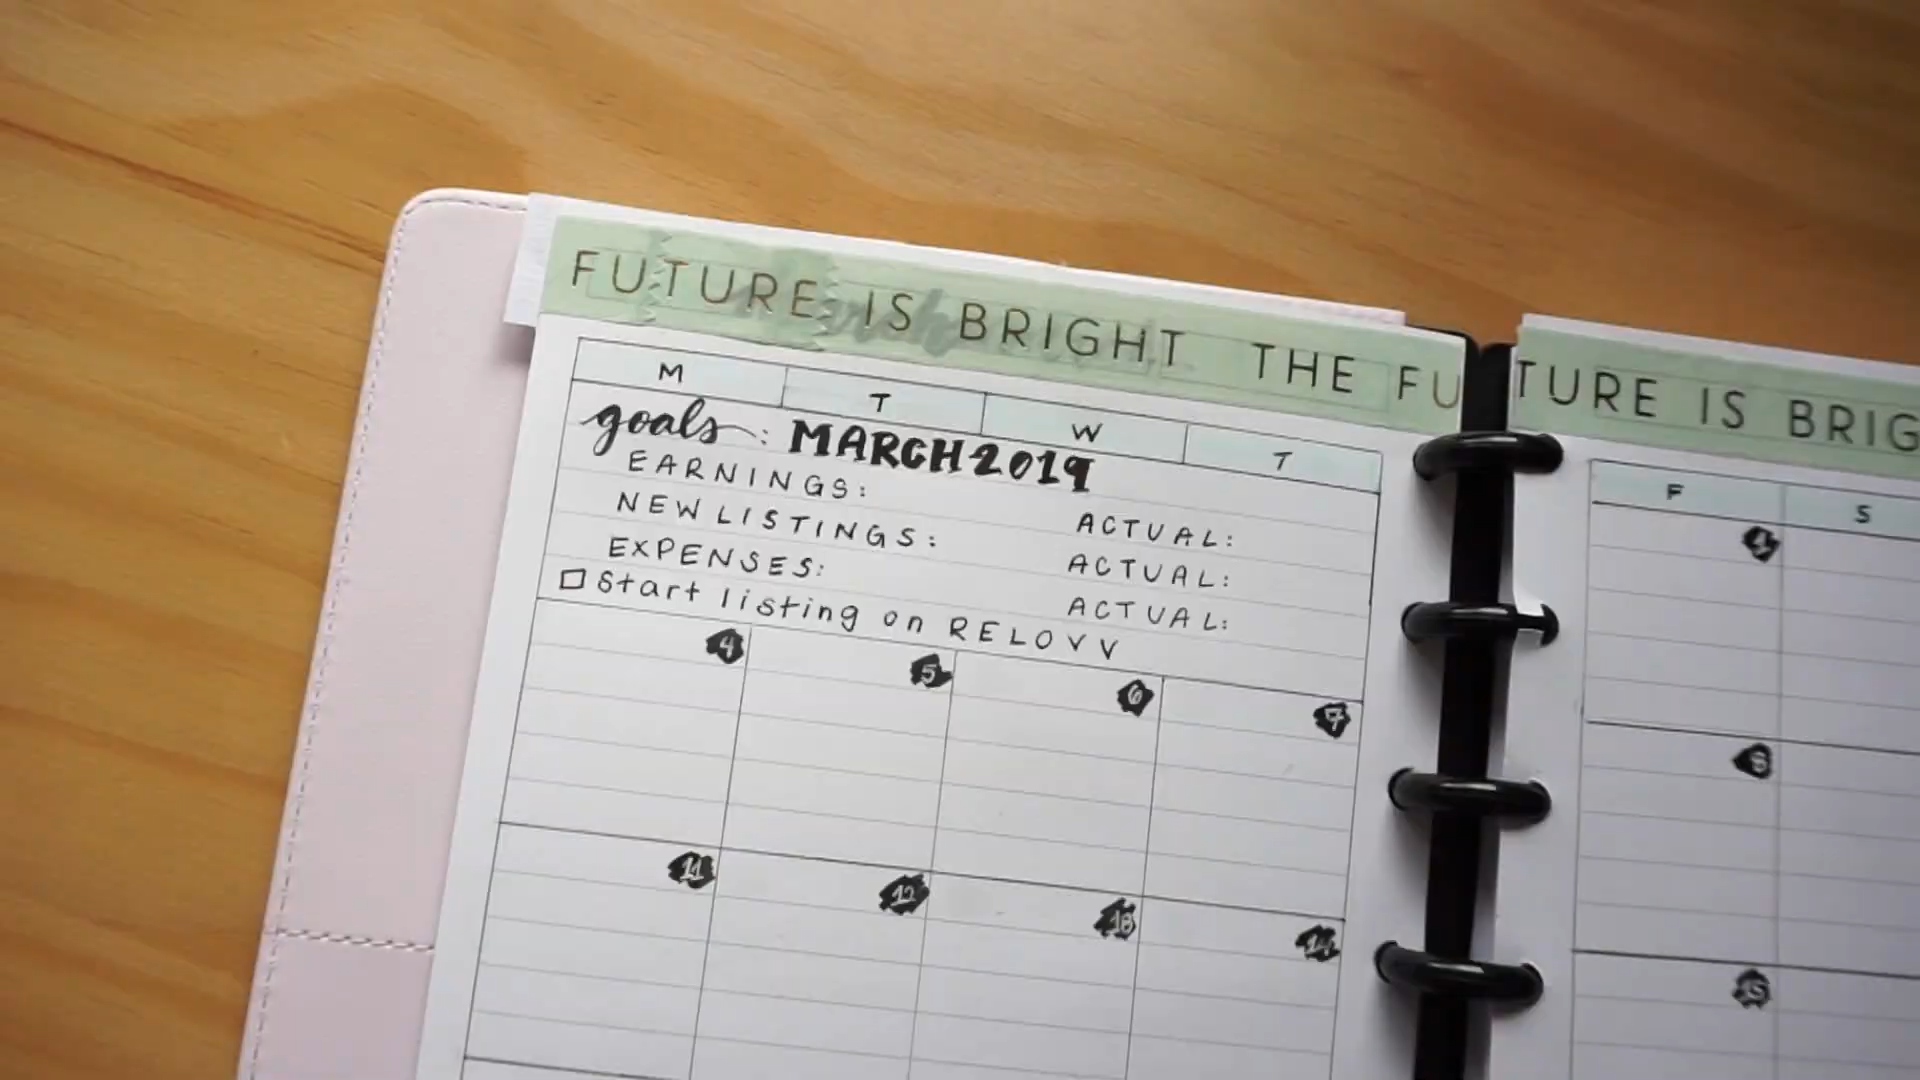 FUTURE IS BRIGHT THE FUTURE IS BRIG
M T W T F S
goals: MARCH 2019
EARNINGS: ACTUAL:
NEW LISTINGS: ACTUAL:
EXPENSES: ACTUAL:
Start listing on RELOVV
4 5 6 7 8
11 12 13 14 15